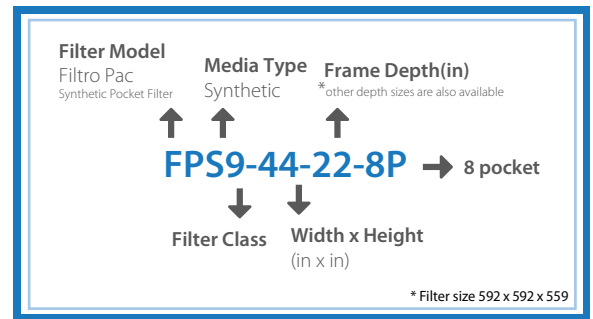 Filter Model
Filtro Pac
Synthetic Pocket Filter
Media Type
Synthetic
Frame Depth(in)
*other depth sizes are also available
FPS9-44-22-8P
8 pocket
Filter Class
Width x Height
(in x in)
* Filter size 592 x 592 x 559